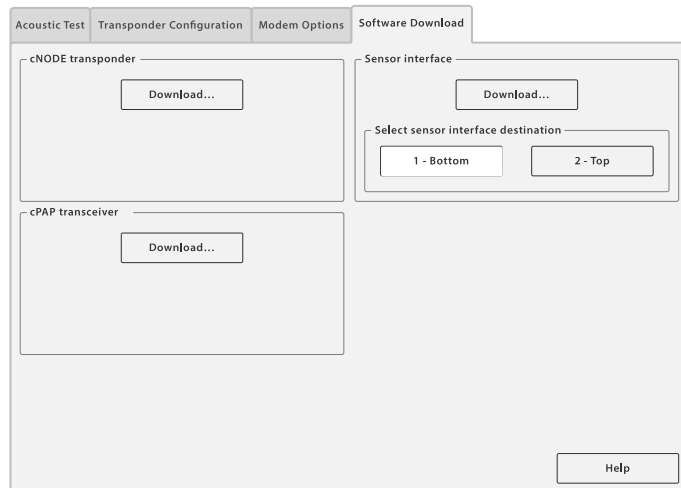 Acoustic Test
Transponder Configuration
Modem Options
Software Download
cNODE transponder
Download...
Sensor interface
Download...
Select sensor interface destination
1 - Bottom
2 - Top
cPAP transceiver
Download...
Help